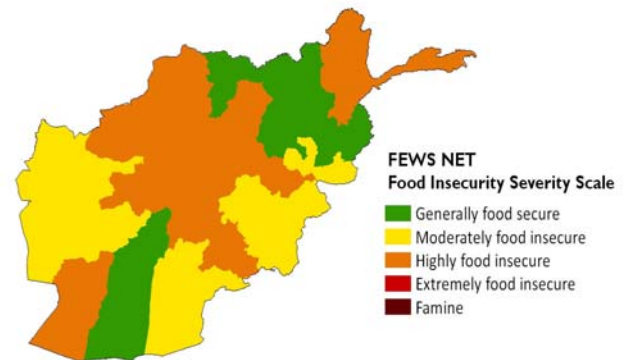 FEWS NET
Food Insecurity Severity Scale
Generally food secure
Moderately food insecure
Highly food insecure
Extremely food insecure
Famine